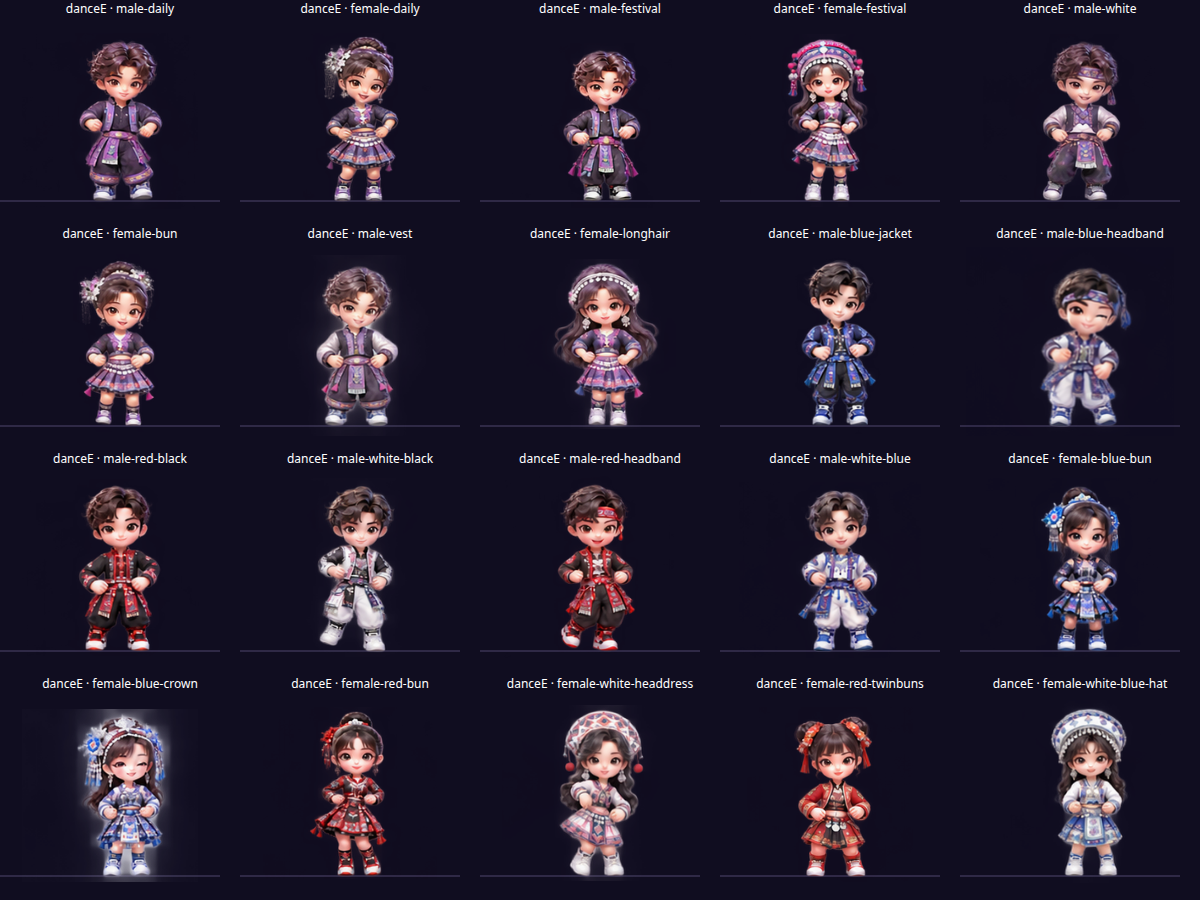 danceE · male-daily
danceE · female-daily
danceE · male-festival
danceE · female-festival
danceE · male-white
danceE · female-bun
danceE · male-vest
danceE · female-longhair
danceE · male-blue-jacket
danceE · male-blue-headband
danceE · male-red-black
danceE · male-white-black
danceE · male-red-headband
danceE · male-white-blue
danceE · female-blue-bun
danceE · female-blue-crown
danceE · female-red-bun
danceE · female-white-headdress
danceE · female-red-twinbuns
danceE · female-white-blue-hat